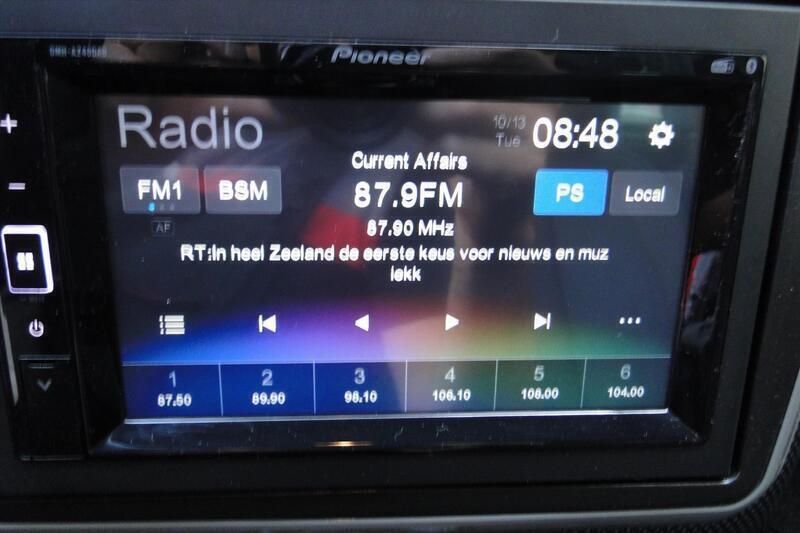 Pioneer
Radio
10/13
Tue
08:48
Current Affairs
FM1
BSM
87.9FM
PS
Local
AF
87.90 MHz
RT:In heel Zeeland de eerste keus voor nieuws en muz
iekk
1 2 3 4 5 6
87.50 89.90 98.10 106.10 108.00 104.00